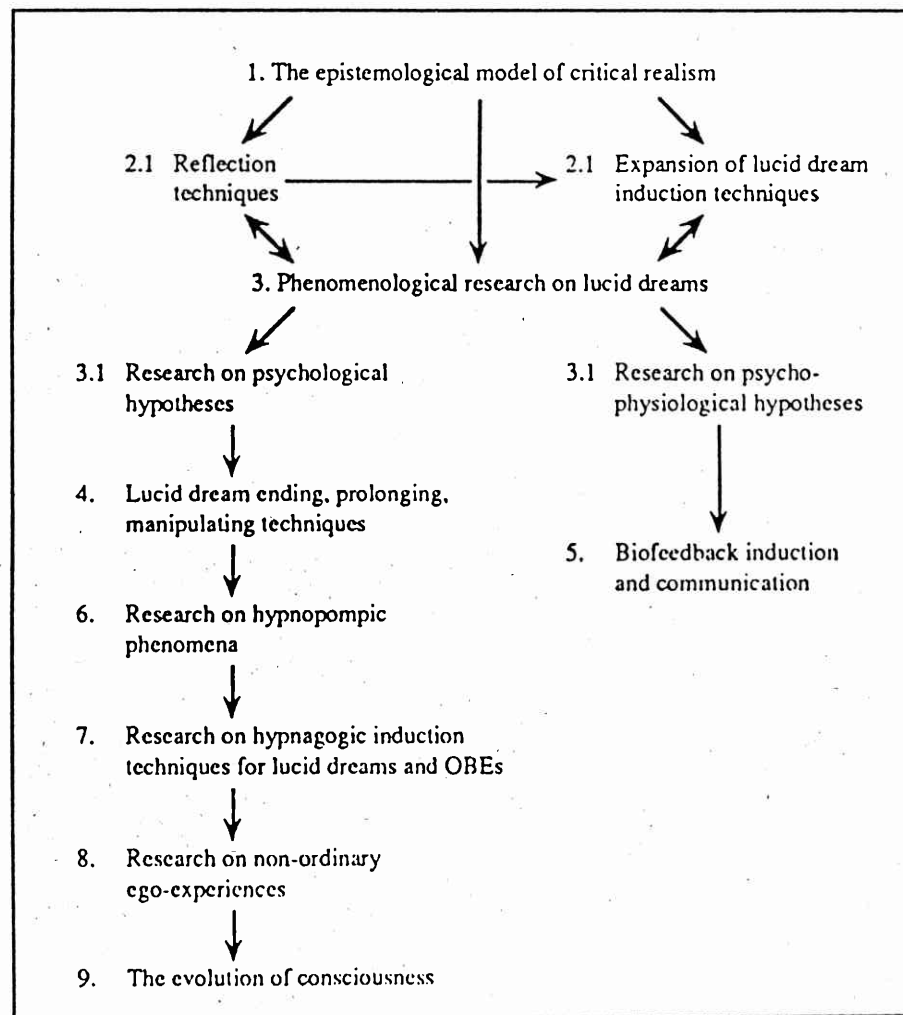 1. The epistemological model of critical realism
2.1 Reflection
techniques
2.1 Expansion of lucid dream
induction techniques
3. Phenomenological research on lucid dreams
3.1 Research on psychological
hypotheses
3.1 Research on psycho-
physiological hypotheses
4. Lucid dream ending, prolonging,
manipulating techniques
5. Biofeedback induction
and communication
6. Research on hypnopompic
phenomena
7. Research on hypnagogic induction
techniques for lucid dreams and OBEs
8. Research on non-ordinary
ego-experiences
9. The evolution of consciousness